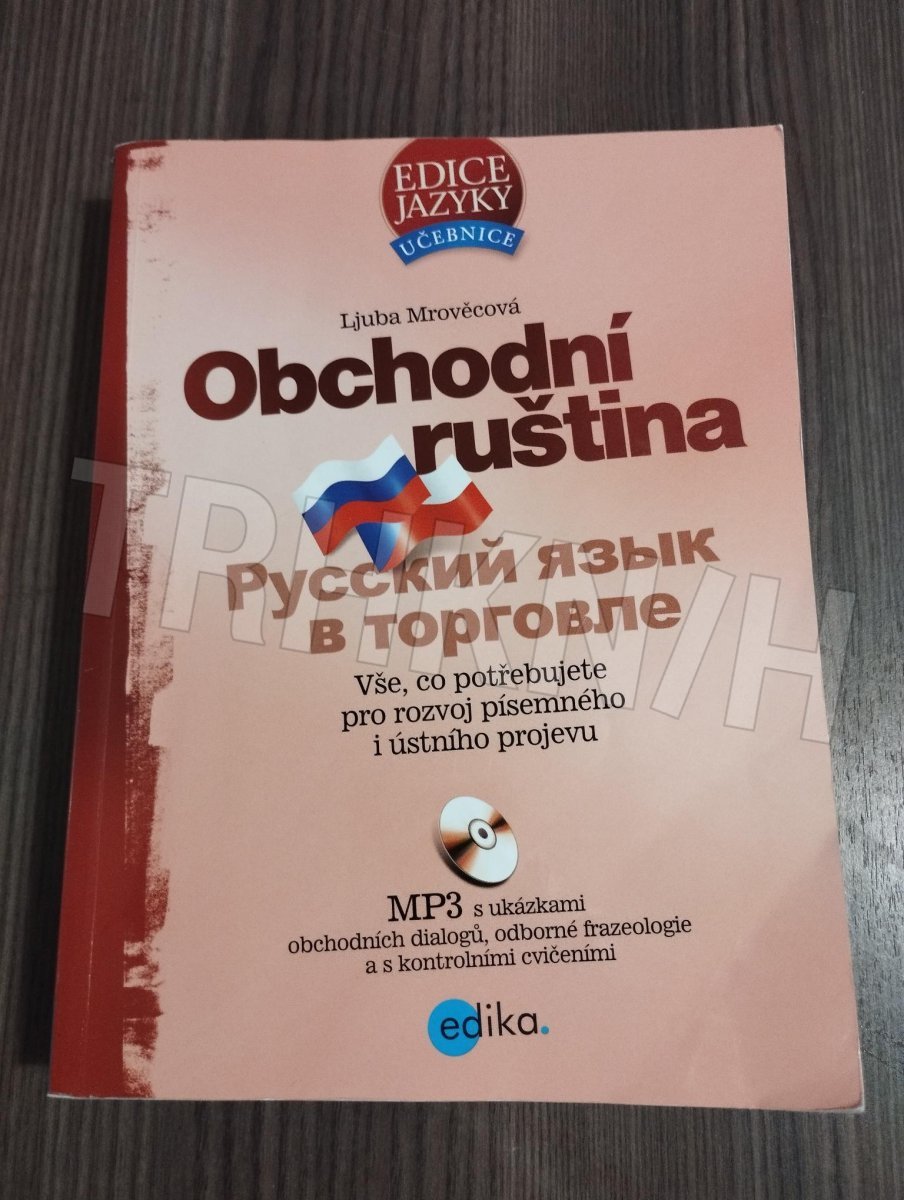 EDICE
JAZYKY
UČEBNICE
Ljuba Mrověcová
Obchodní
ruština
Русский язык
в торговле
Vše, co potřebujete
pro rozvoj písemného
i ústního projevu
MP3 s ukázkami
obchodních dialogů, odborné frazeologie
a s kontrolními cvičeními
edika.